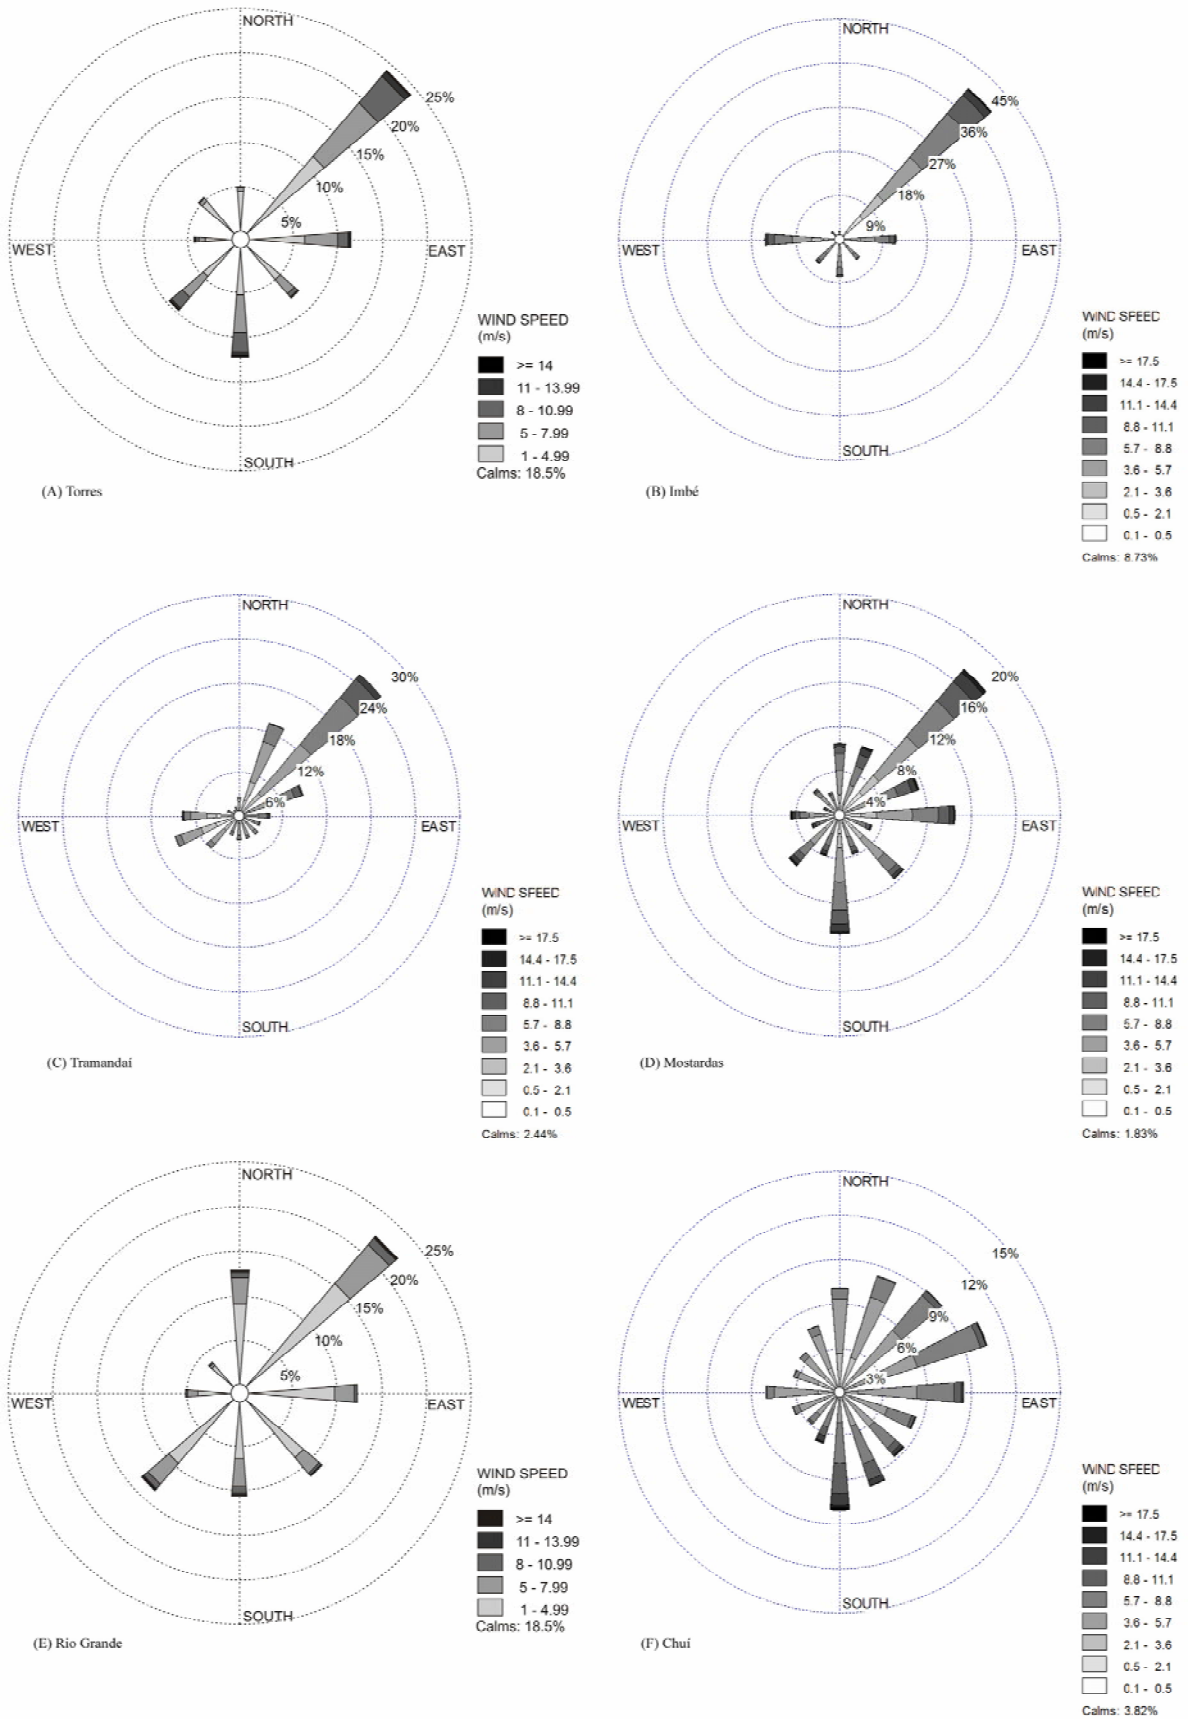 NORTH
25%
20%
15%
10%
5%
WEST
EAST
SOUTH
WIND SPEED
(m/s)
>= 14
11 - 13.99
8 - 10.99
5 - 7.99
1 - 4.99
Calms: 18.5%
(A) Torres
NORTH
45%
36%
27%
18%
9%
WEST
EAST
SOUTH
WIND SPEED
(m/s)
>= 17.5
14.4 - 17.5
11.1 - 14.4
8.8 - 11.1
5.7 - 8.8
3.6 - 5.7
2.1 - 3.6
0.5 - 2.1
0.1 - 0.5
Calms: 8.73%
(B) Imbé
NORTH
30%
24%
18%
12%
6%
WEST
EAST
SOUTH
WIND SPEED
(m/s)
>= 17.5
14.4 - 17.5
11.1 - 14.4
8.8 - 11.1
5.7 - 8.8
3.6 - 5.7
2.1 - 3.6
0.5 - 2.1
0.1 - 0.5
Calms: 2.44%
(C) Tramandaí
NORTH
20%
16%
12%
8%
4%
WEST
EAST
SOUTH
WIND SPEED
(m/s)
>= 17.5
14.4 - 17.5
11.1 - 14.4
8.8 - 11.1
5.7 - 8.8
3.6 - 5.7
2.1 - 3.6
0.5 - 2.1
0.1 - 0.5
Calms: 1.83%
(D) Mostardas
NORTH
25%
20%
15%
10%
5%
WEST
EAST
SOUTH
WIND SPEED
(m/s)
>= 14
11 - 13.99
8 - 10.99
5 - 7.99
1 - 4.99
Calms: 18.5%
(E) Rio Grande
NORTH
15%
12%
9%
6%
3%
WEST
EAST
SOUTH
WIND SPEED
(m/s)
>= 17.5
14.4 - 17.5
11.1 - 14.4
8.8 - 11.1
5.7 - 8.8
3.6 - 5.7
2.1 - 3.6
0.5 - 2.1
0.1 - 0.5
Calms: 3.82%
(F) Chuí